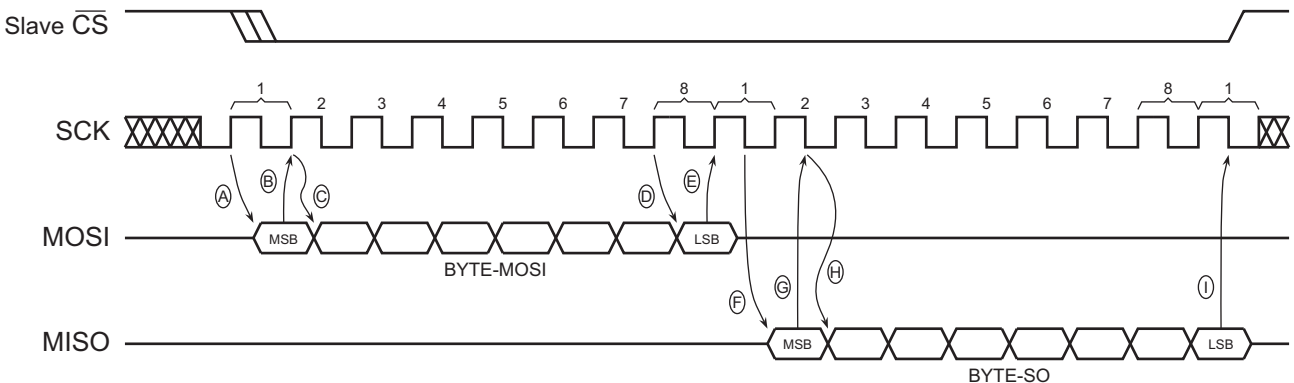 Slave CS
1 2 3 4 5 6 7 8 1 2 3 4 5 6 7 8 1
SCK
A B C D E
MOSI MSB LSB
BYTE-MOSI
F G H I
MISO MSB LSB
BYTE-SO